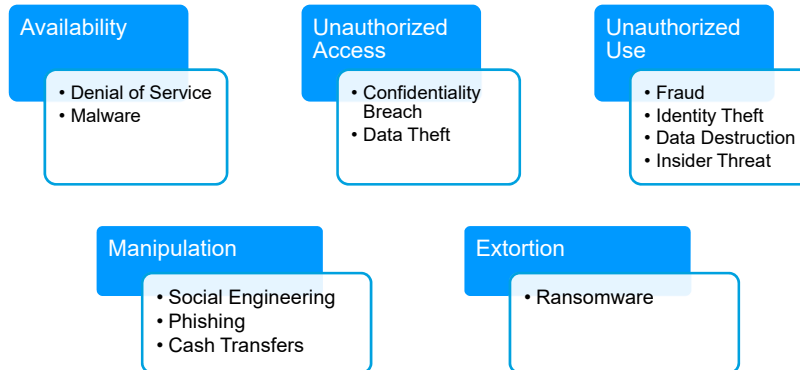 Availability
• Denial of Service
• Malware
Unauthorized
Access
• Confidentiality
Breach
• Data Theft
Unauthorized
Use
• Fraud
• Identity Theft
• Data Destruction
• Insider Threat
Manipulation
• Social Engineering
• Phishing
• Cash Transfers
Extortion
• Ransomware